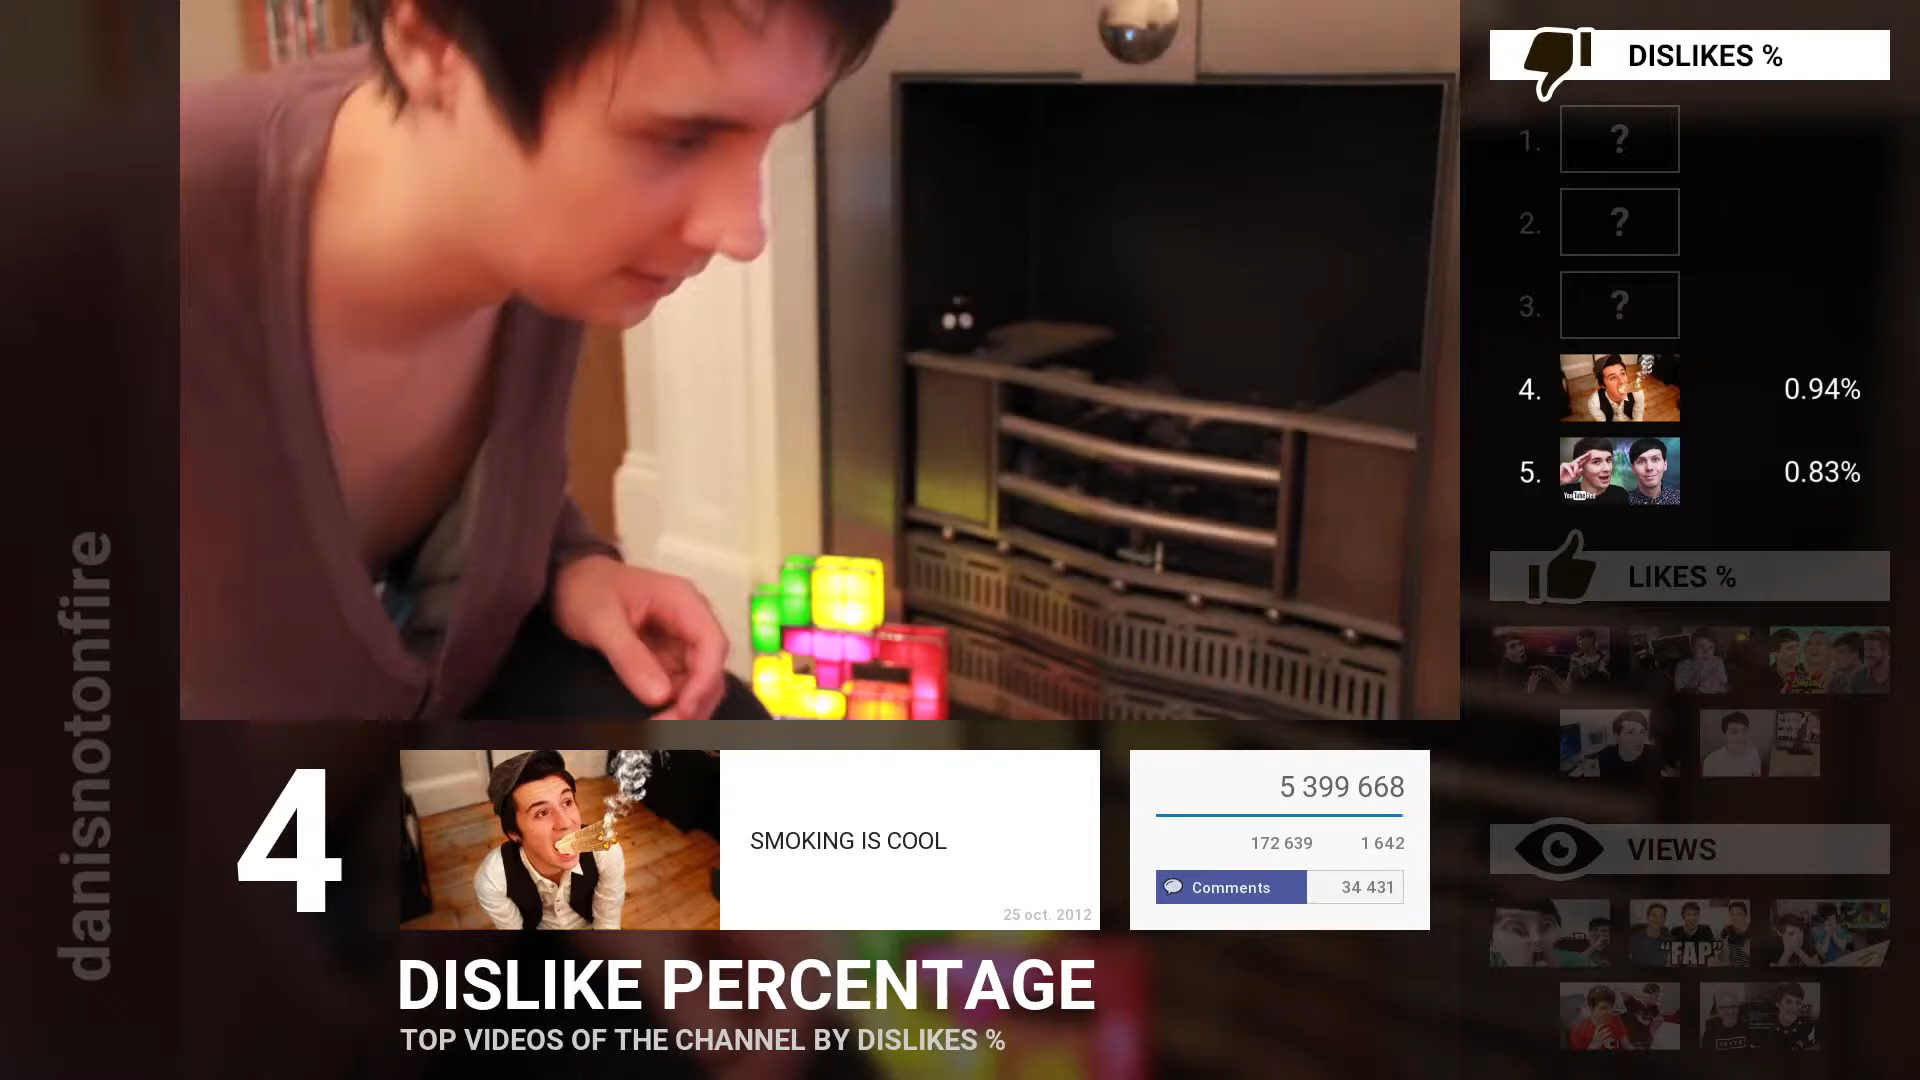 danisnotonfire
4
SMOKING IS COOL
25 oct. 2012
5 399 668
172 639 1 642
Comments 34 431
DISLIKE PERCENTAGE
TOP VIDEOS OF THE CHANNEL BY DISLIKES %
DISLIKES %
1. ?
2. ?
3. ?
4. 0.94%
5. 0.83%
YouTube Red
LIKES %
VIEWS
"FAP"